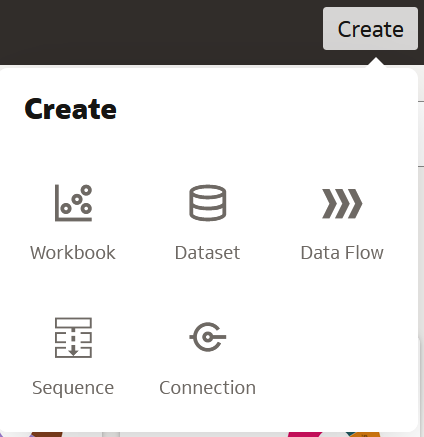 Create
Create
Workbook
Dataset
Data Flow
Sequence
Connection